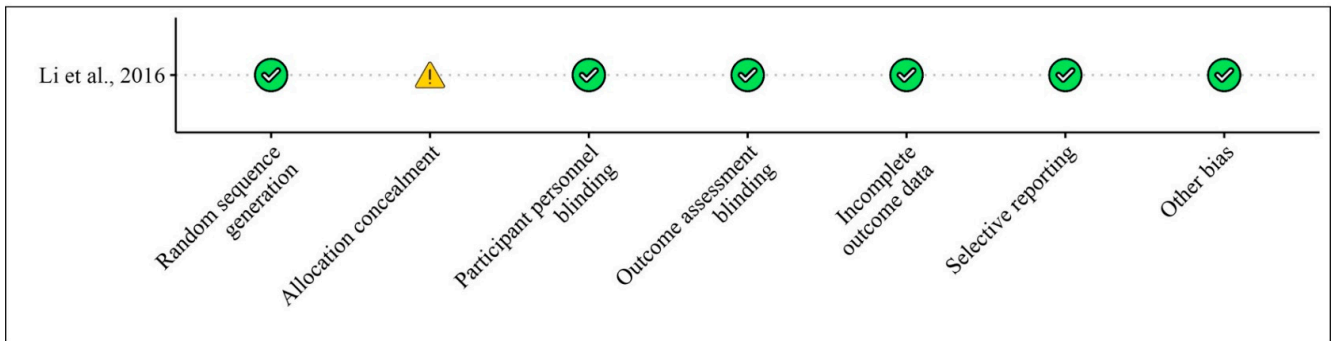 Li et al., 2016
Random sequence
generation
Allocation concealment
Participant personnel
blinding
Outcome assessment
blinding
Incomplete
outcome data
Selective reporting
Other bias